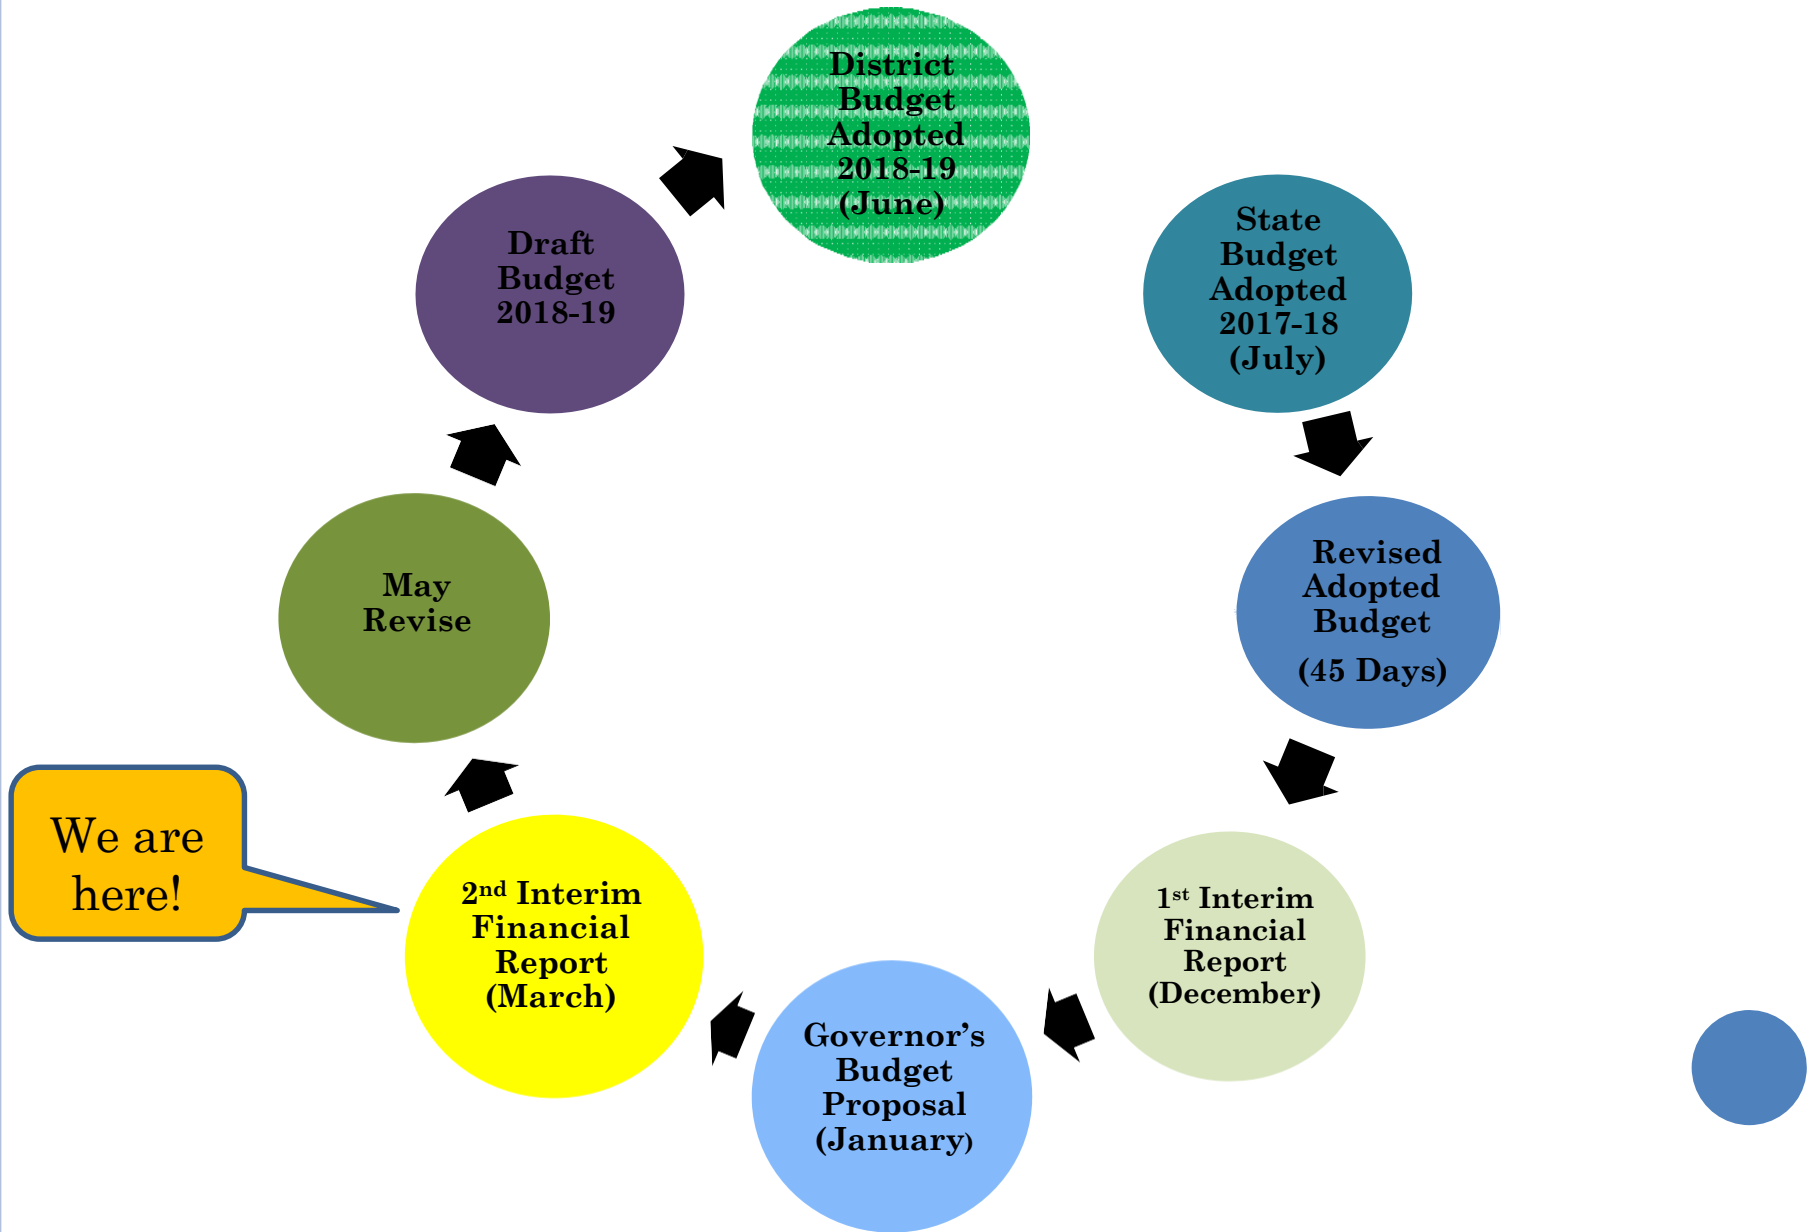 District
Budget
Adopted
2018-19
(June)
State
Budget
Adopted
2017-18
(July)
Revised
Adopted
Budget
(45 Days)
1st Interim
Financial
Report
(December)
Governor’s
Budget
Proposal
(January)
2nd Interim
Financial
Report
(March)
We are
here!
May
Revise
Draft
Budget
2018-19